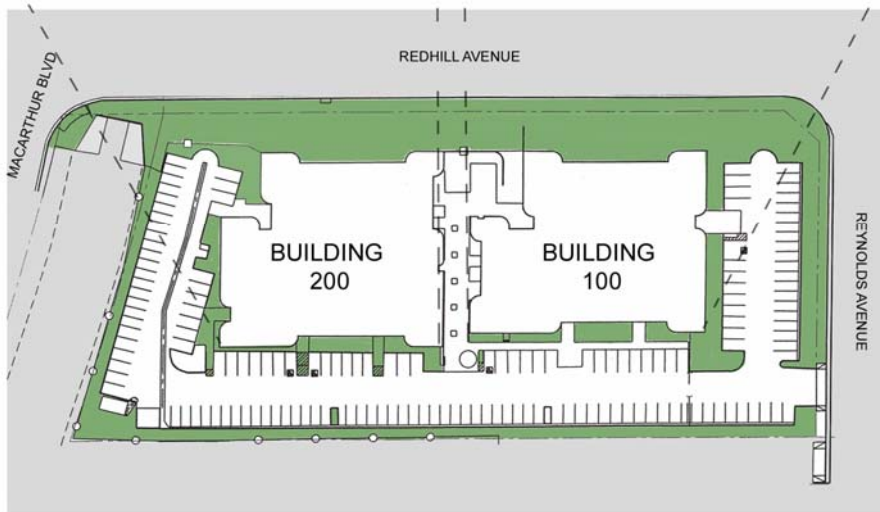 REDHILL AVENUE
MACARTHUR BLVD
BUILDING
200
BUILDING
100
REYNOLDS AVENUE